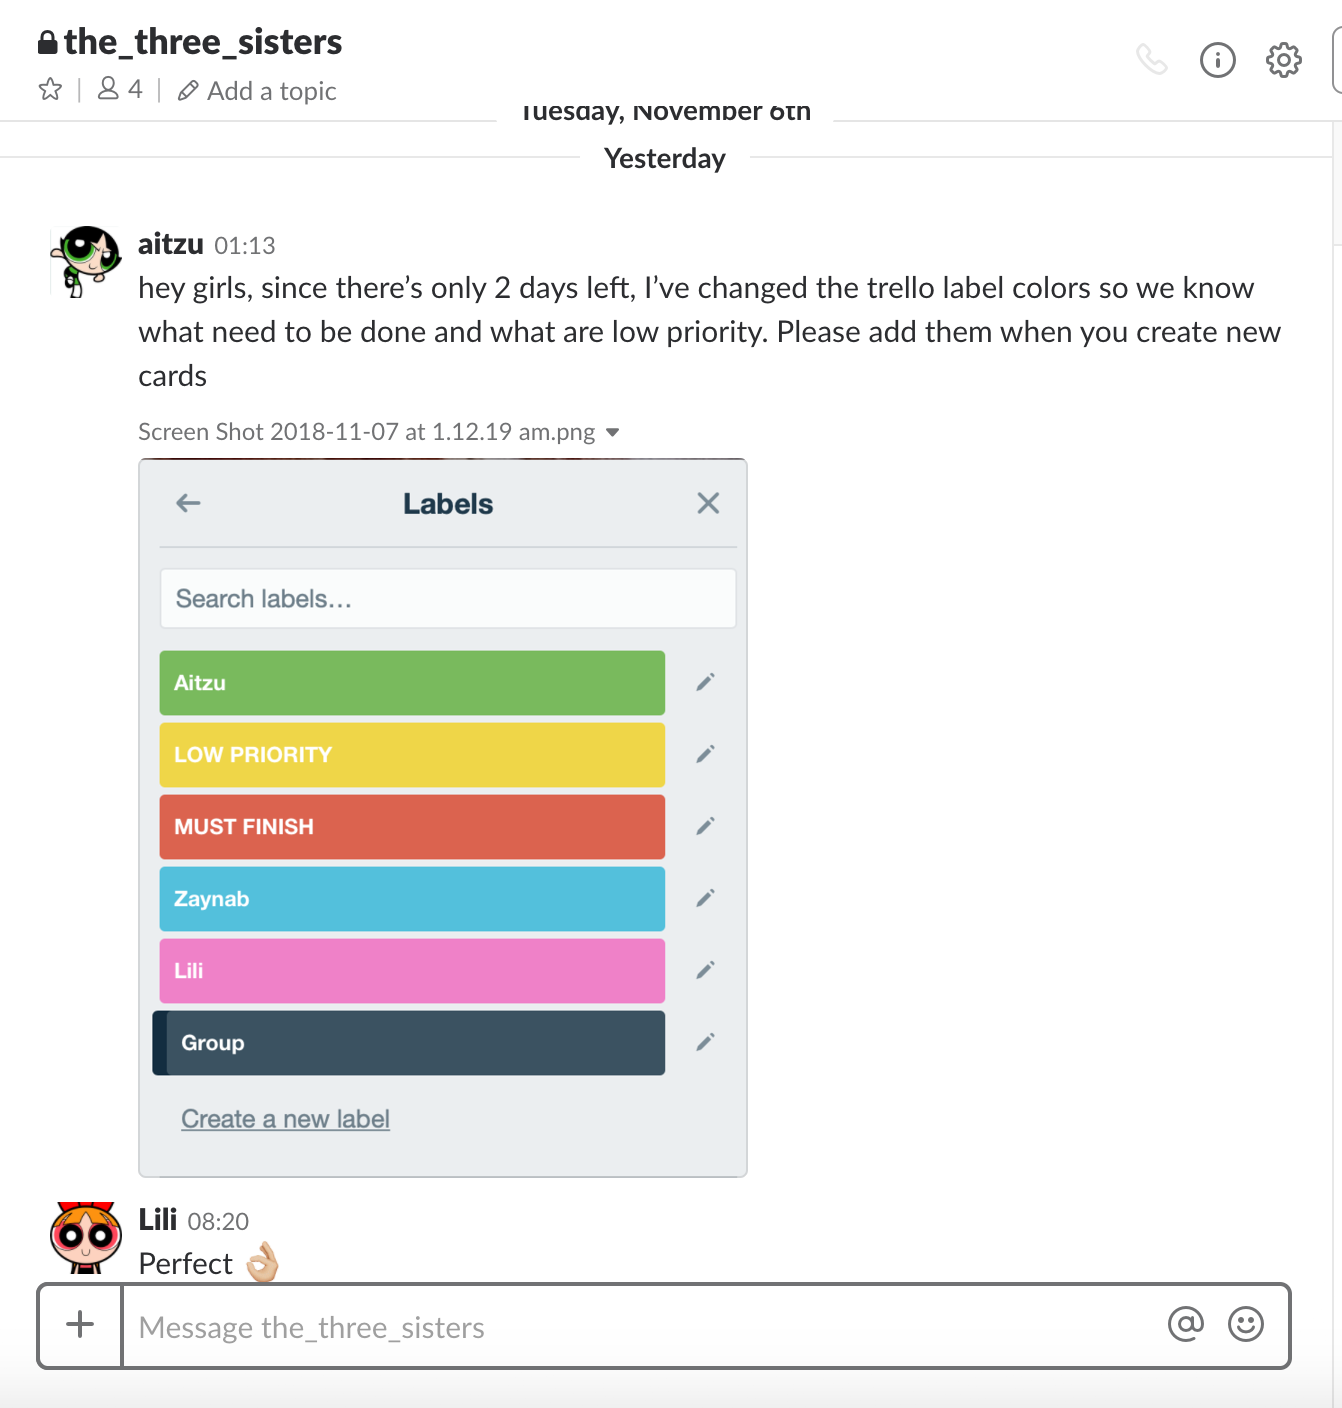 the_three_sisters
4
Add a topic
Tuesday, November 6th
Yesterday
aitzu 01:13
hey girls, since there's only 2 days left, I've changed the trello label colors so we know
what need to be done and what are low priority. Please add them when you create new
cards
Screen Shot 2018-11-07 at 1.12.19 am.png
Labels
Search labels...
Aitzu
LOW PRIORITY
MUST FINISH
Zaynab
Lili
Group
Create a new label
Lili 08:20
Perfect 👌🏼
Message the_three_sisters